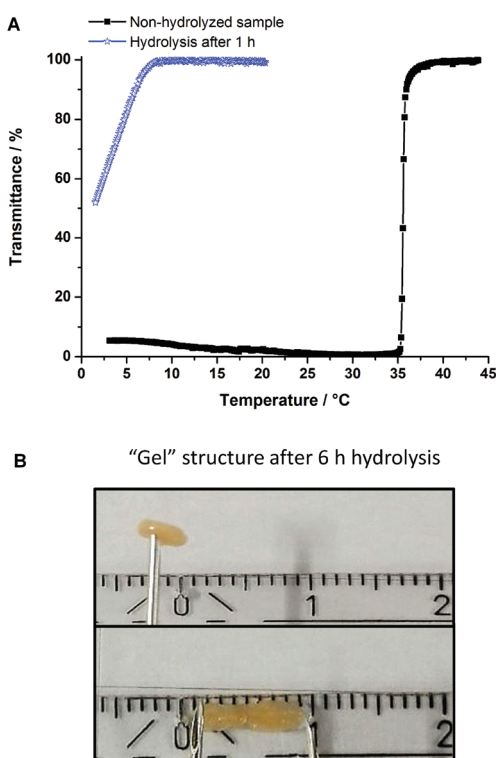 A
Non-hydrolyzed sample
Hydrolysis after 1 h
Transmittance / %
100
80
60
40
20
0
0 5 10 15 20 25 30 35 40 45
Temperature / °C
B
"Gel" structure after 6 h hydrolysis
0 1 2
0 1 2